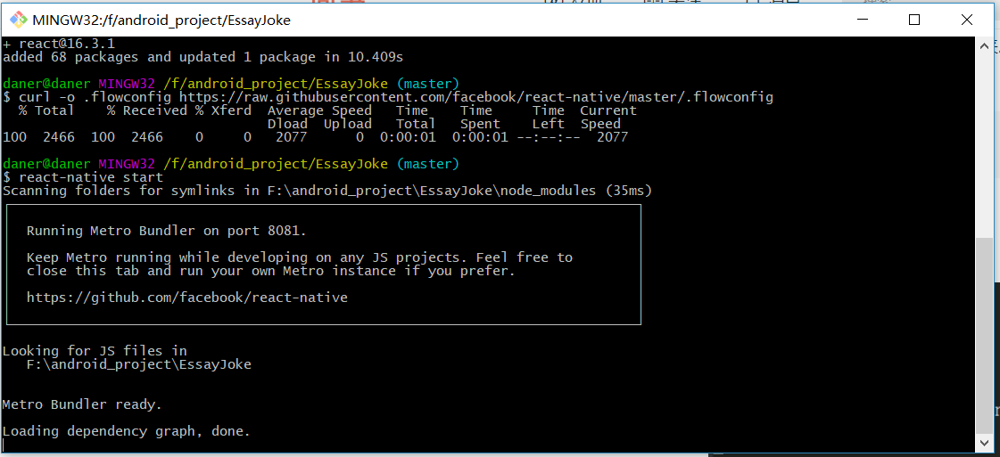 MINGW32:/f/android_project/EssayJoke
+ react@16.3.1
added 68 packages and updated 1 package in 10.409s
daner@daner MINGW32 /f/android_project/EssayJoke (master)
$ curl -o .flowconfig https://raw.githubusercontent.com/facebook/react-native/master/.flowconfig
  % Total    % Received % Xferd  Average Speed   Time    Time     Time  Current
                                 Dload  Upload   Total   Spent    Left  Speed
100  2466  100  2466    0     0   2077      0  0:00:01  0:00:01 --:--:--  2077
daner@daner MINGW32 /f/android_project/EssayJoke (master)
$ react-native start
Scanning folders for symlinks in F:\android_project\EssayJoke\node_modules (35ms)
Running Metro Bundler on port 8081.
Keep Metro running while developing on any JS projects. Feel free to
close this tab and run your own Metro instance if you prefer.
https://github.com/facebook/react-native
Looking for JS files in
F:\android_project\EssayJoke
Metro Bundler ready.
Loading dependency graph, done.